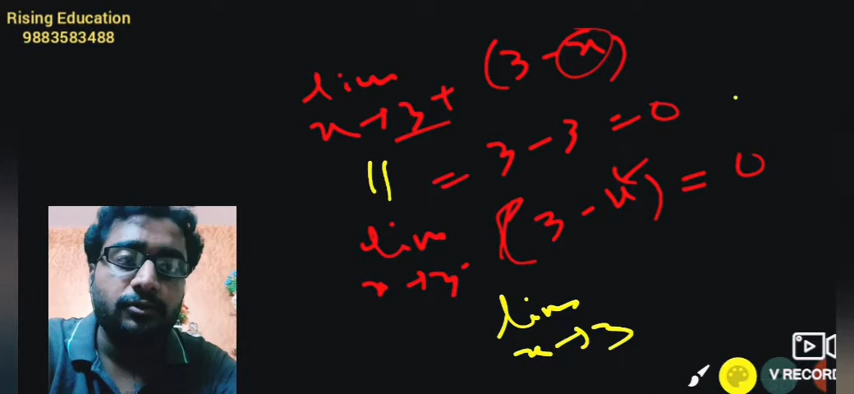 Rising Education
9883583488
lim x→3+ (3-x)
= 3-3 = 0
||
lim x→3- (3-x) = 0
lim x→3
V RECORD